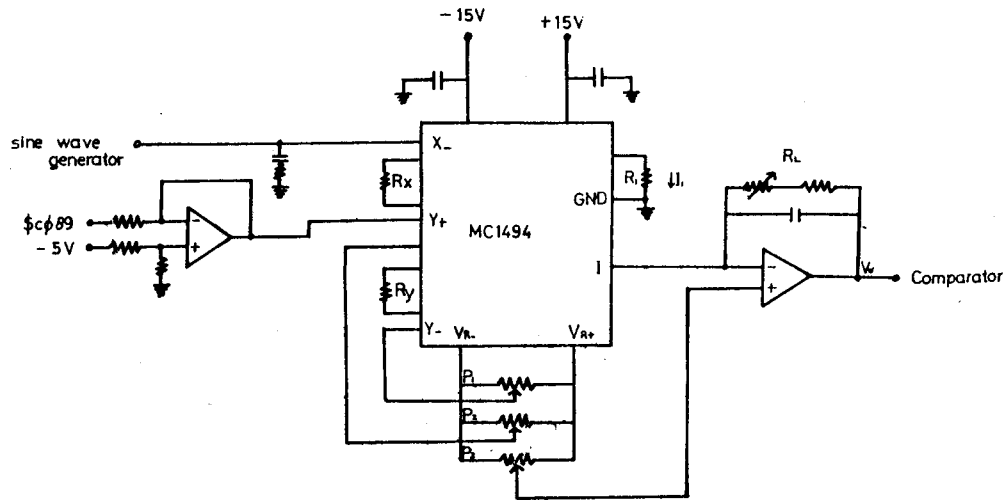 -15V
+15V
sine wave
generator
X_
Rx
R₁
↓I₁
GND
RL
$cφ89
-5V
-
+
Y+
MC1494
I
Ry
-
+
Vo
Comparator
Y-
VR-
VR+
P₁
P₂
P₃